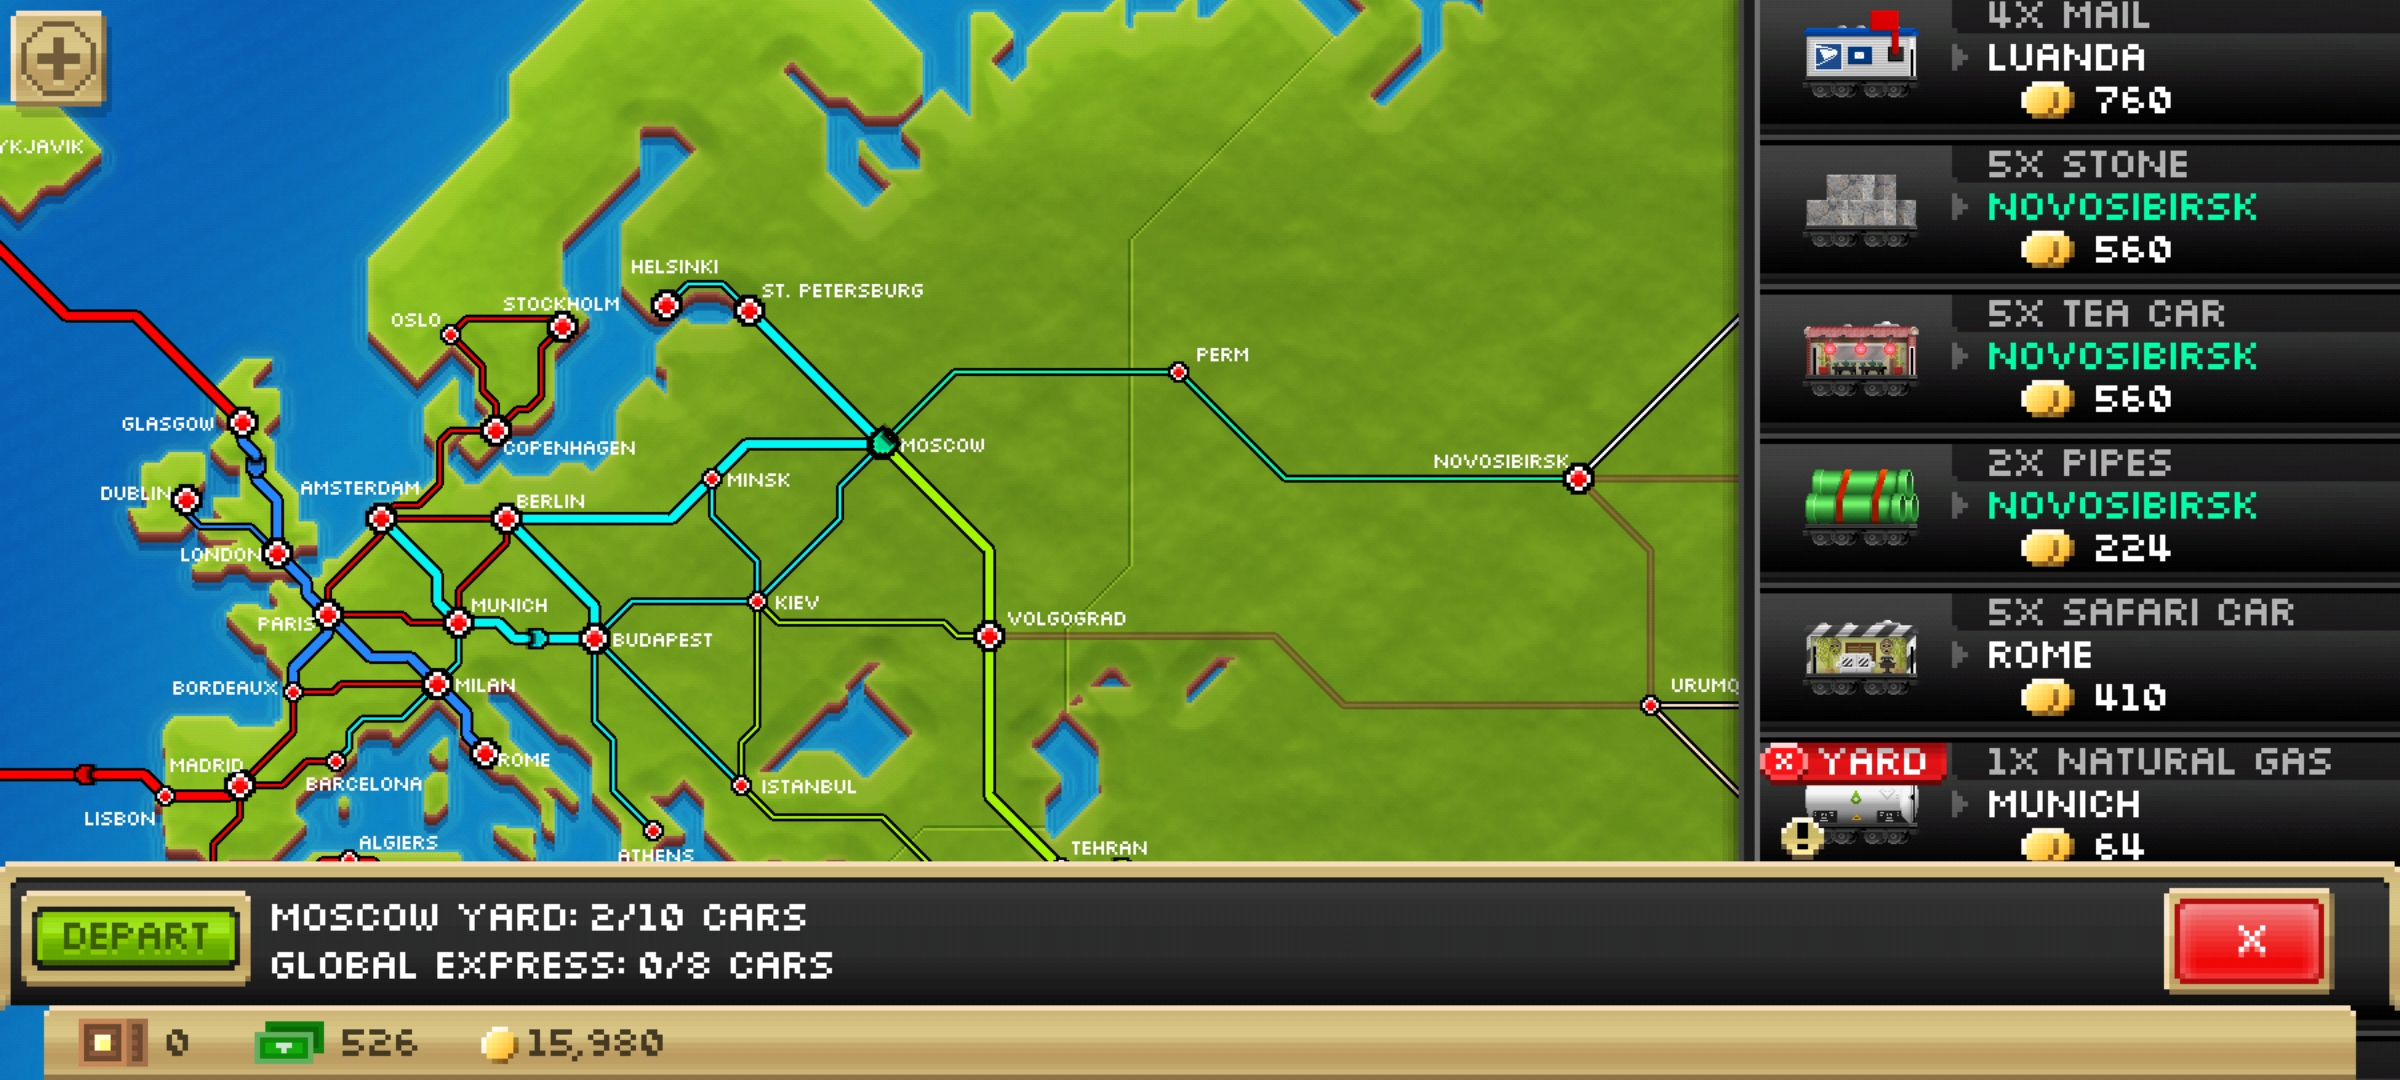 YKJAVIK
HELSINKI
ST. PETERSBURG
STOCKHOLM
OSLO
PERM
GLASGOW
COPENHAGEN
MOSCOW
NOVOSIBIRSK
MINSK
AMSTERDAM
DUBLIN
BERLIN
LONDON
MUNICH
KIEV
PARIS
VOLGOGRAD
BUDAPEST
BORDEAUX
MILAN
URUMQ
MADRID
ROME
BARCELONA
ISTANBUL
LISBON
ALGIERS
ATHENS
TEHRAN
4X MAIL
LUANDA
760
5X STONE
NOVOSIBIRSK
560
5X TEA CAR
NOVOSIBIRSK
560
2X PIPES
NOVOSIBIRSK
224
5X SAFARI CAR
ROME
410
X YARD
1X NATURAL GAS
MUNICH
64
DEPART
MOSCOW YARD: 2/10 CARS
GLOBAL EXPRESS: 0/8 CARS
X
0 526 15,980